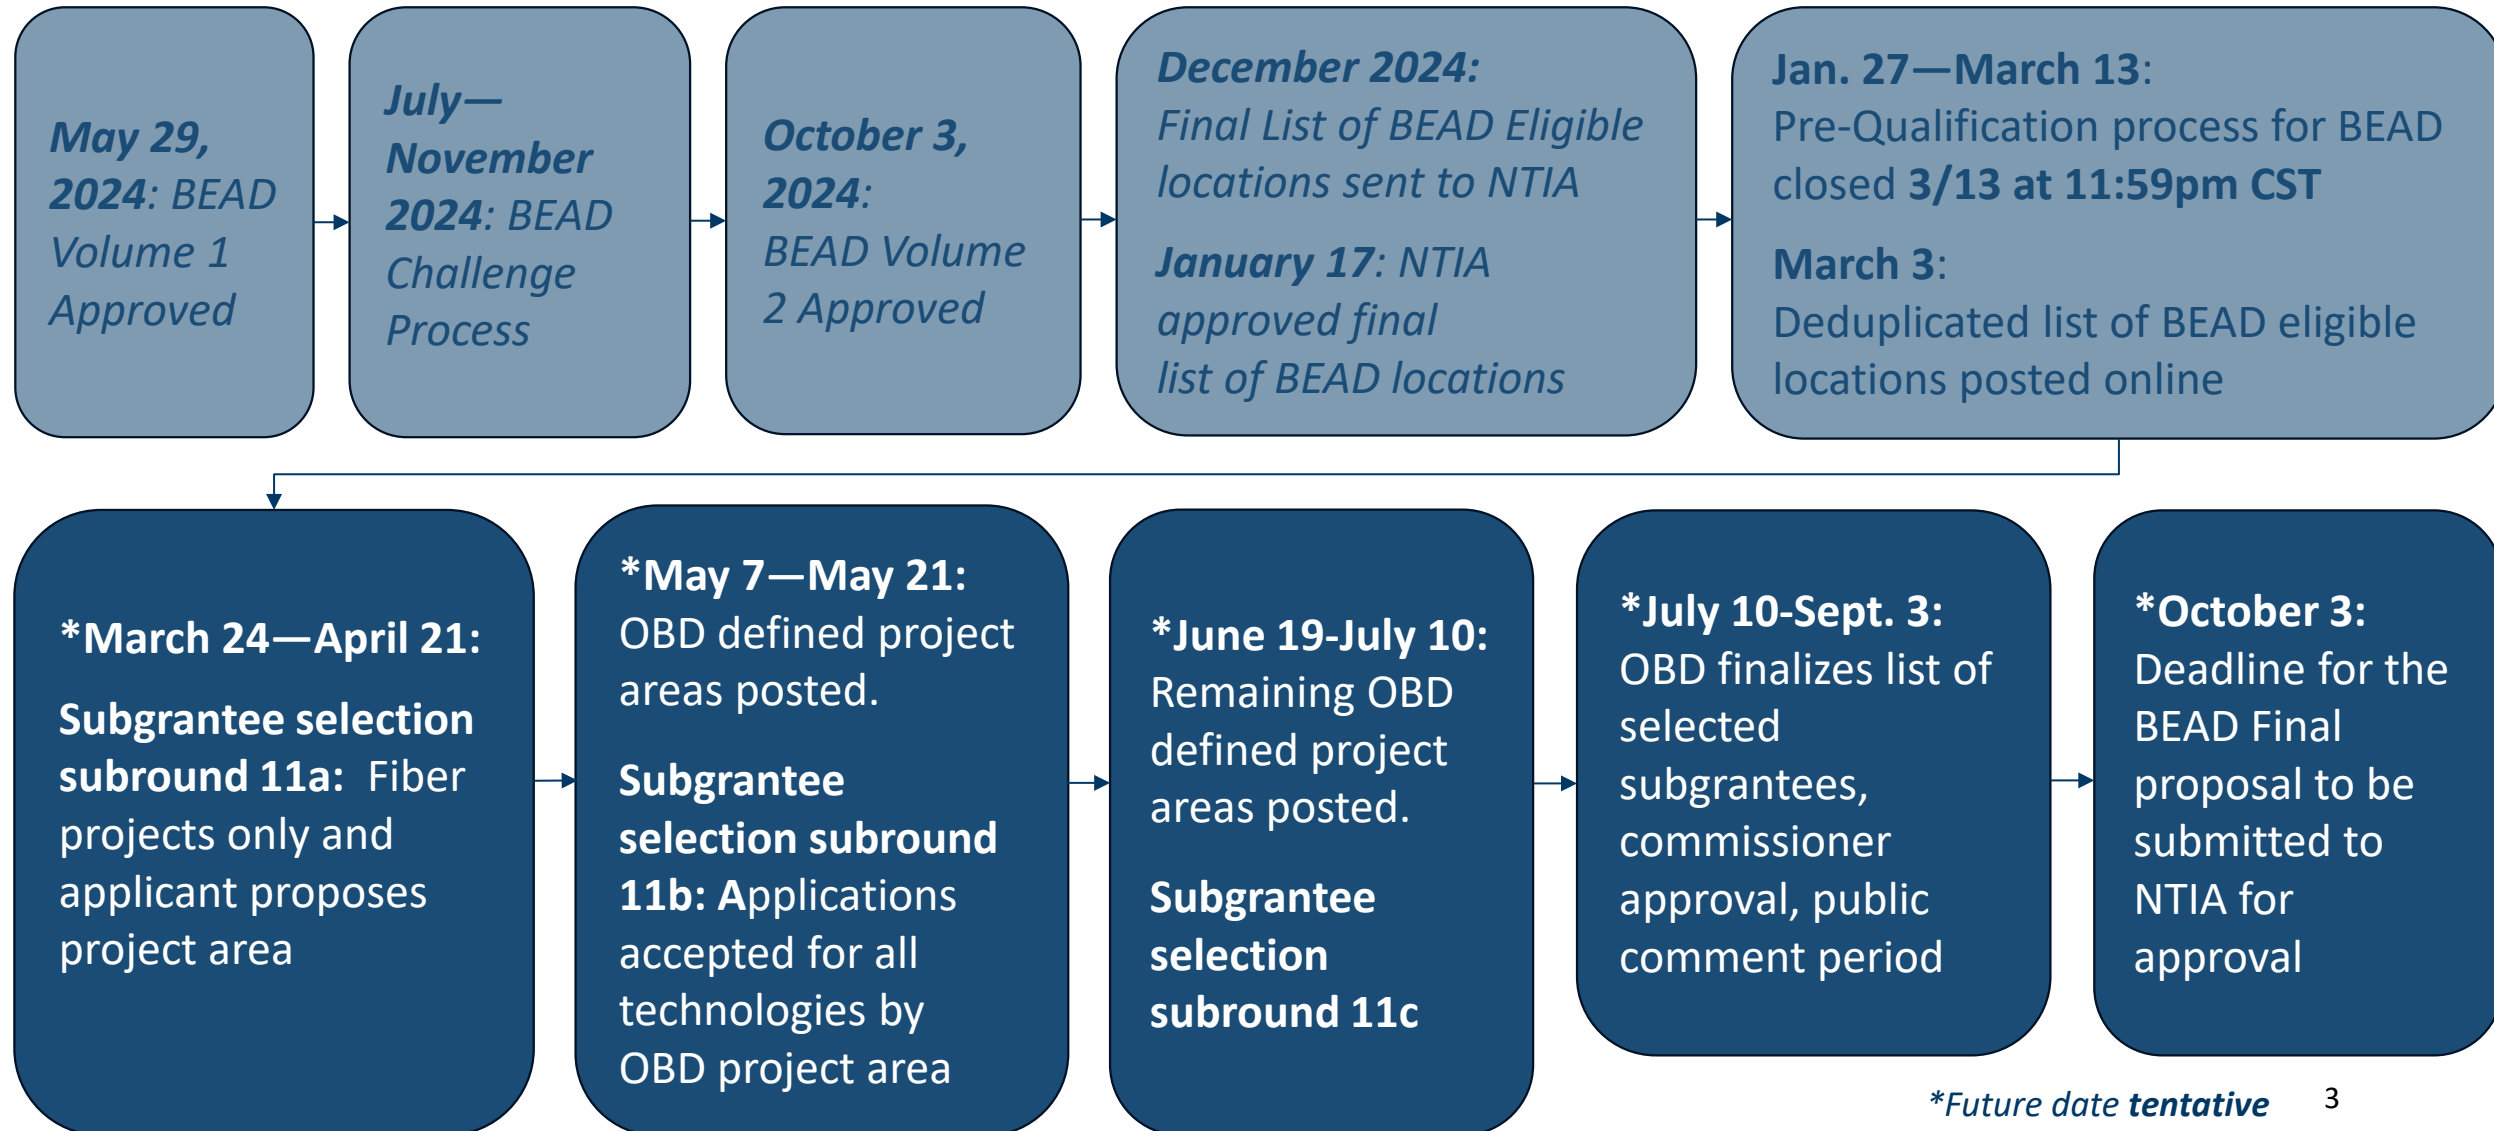 May 29,
2024: BEAD
Volume 1
Approved
July—
November
2024: BEAD
Challenge
Process
October 3,
2024:
BEAD Volume
2 Approved
December 2024:
Final List of BEAD Eligible
locations sent to NTIA
January 17: NTIA
approved final
list of BEAD locations
Jan. 27—March 13:
Pre-Qualification process for BEAD
closed 3/13 at 11:59pm CST
March 3:
Deduplicated list of BEAD eligible
locations posted online
*March 24—April 21:
Subgrantee selection
subround 11a: Fiber
projects only and
applicant proposes
project area
*May 7—May 21:
OBD defined project
areas posted.
Subgrantee
selection subround
11b: Applications
accepted for all
technologies by
OBD project area
*June 19-July 10:
Remaining OBD
defined project
areas posted.
Subgrantee
selection
subround 11c
*July 10-Sept. 3:
OBD finalizes list of
selected
subgrantees,
commissioner
approval, public
comment period
*October 3:
Deadline for the
BEAD Final
proposal to be
submitted to
NTIA for
approval
*Future date tentative
3